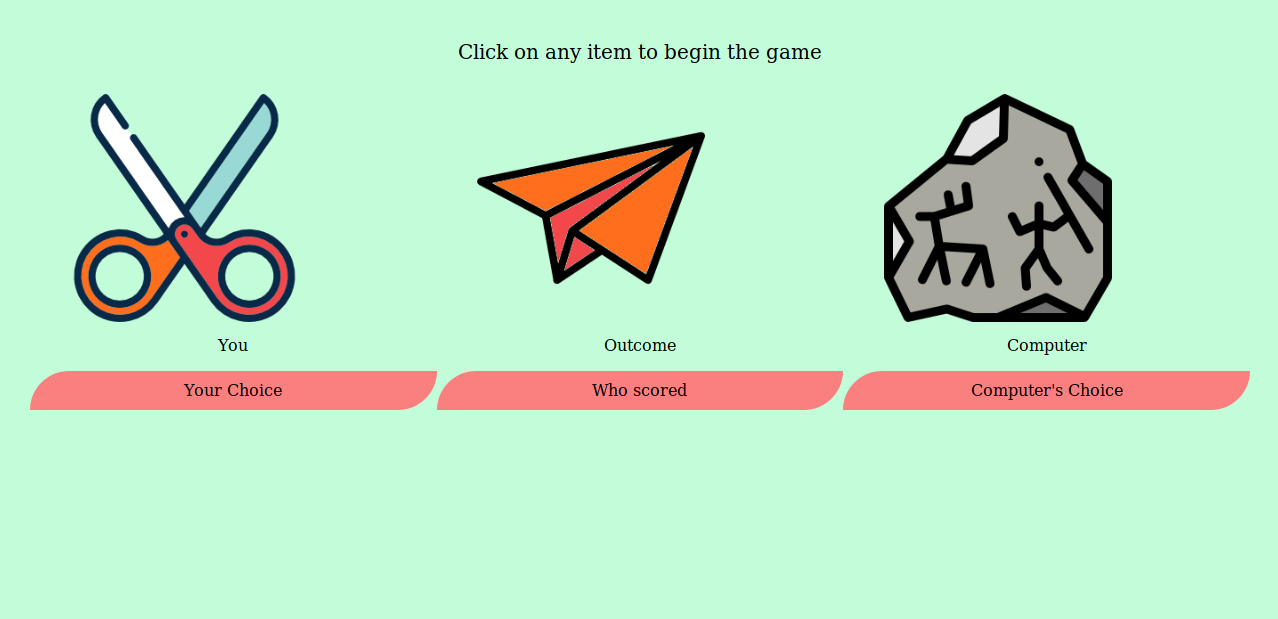 Click on any item to begin the game
You
Outcome
Computer
Your Choice
Who scored
Computer's Choice